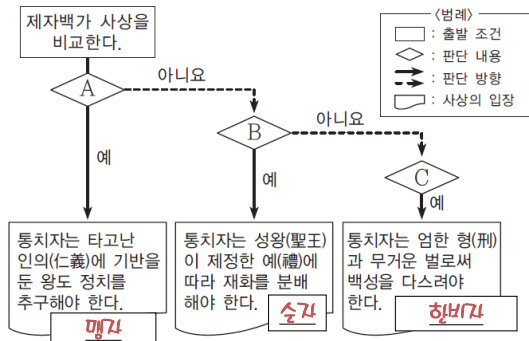 제자백가 사상을
비교한다.
〈범례〉
: 출발 조건
: 판단 내용
: 판단 방향
: 사상의 입장
A
아니요
B
아니요
C
예
예
예
통치자는 타고난
인의(仁義)에 기반을
둔 왕도 정치를
추구해야 한다.
맹자
통치자는 성왕(聖王)
이 제정한 예(禮)에
따라 재화를 분배
해야 한다.
순자
통치자는 엄한 형(刑)
과 무거운 벌로써
백성을 다스려야
한다.
한비자